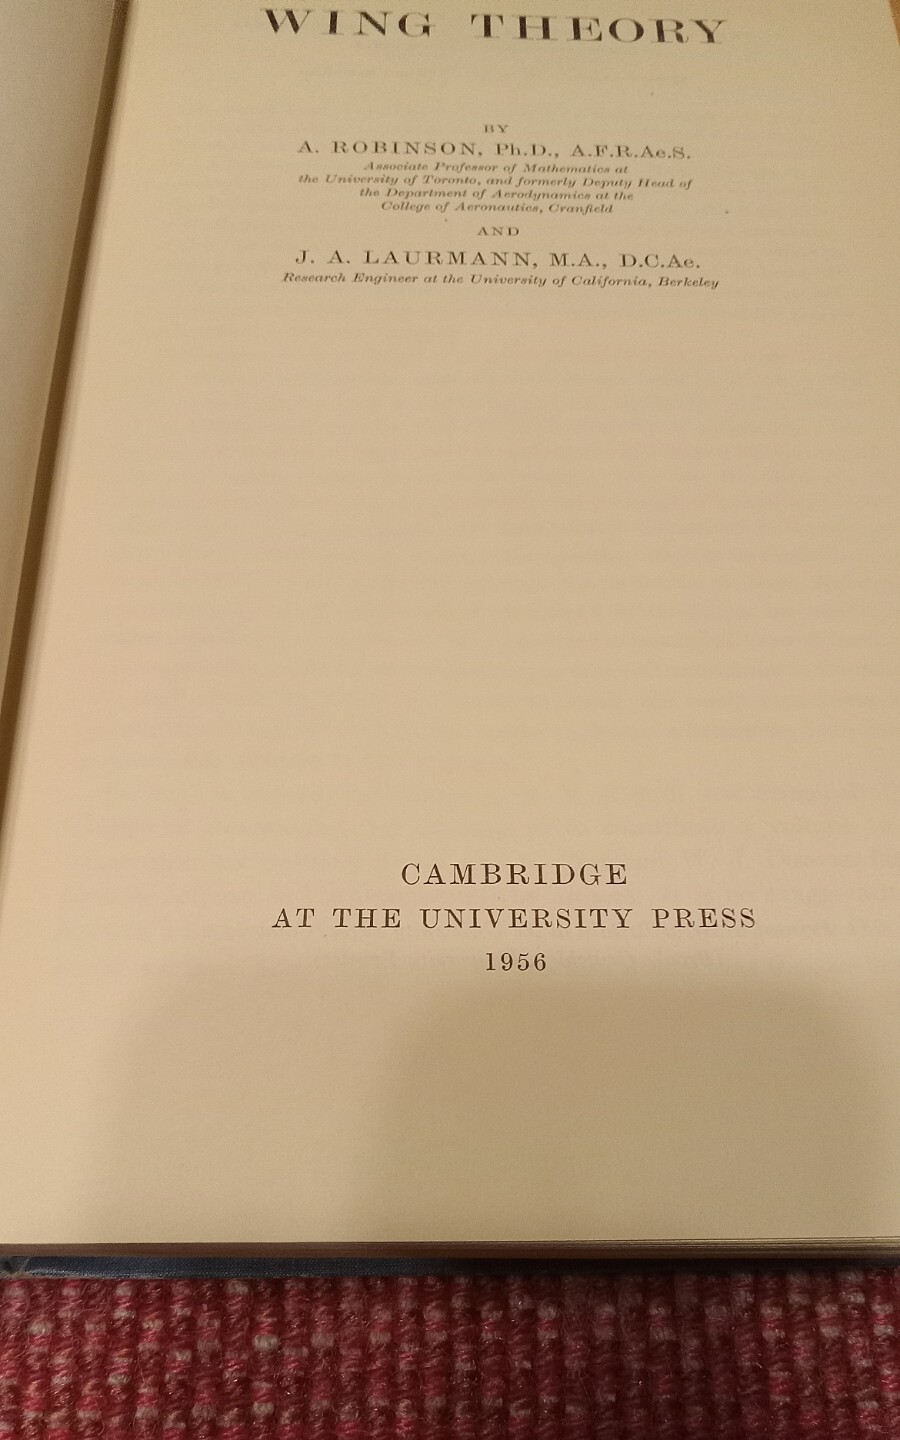 WING THEORY
BY
A. ROBINSON, Ph.D., A.F.R.Ae.S.
Associate Professor of Mathematics at
the University of Toronto, and formerly Deputy Head of
the Department of Aerodynamics at the
College of Aeronautics, Cranfield
AND
J. A. LAURMANN, M.A., D.C.Ae.
Research Engineer at the University of California, Berkeley
CAMBRIDGE
AT THE UNIVERSITY PRESS
1956